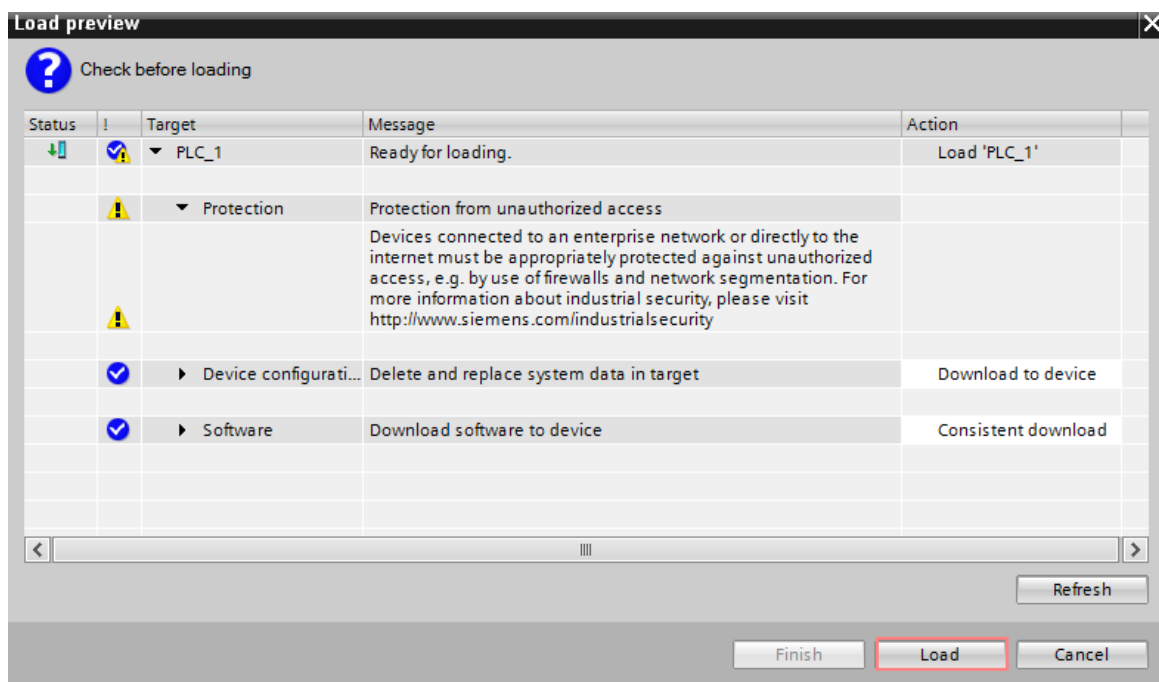 Load preview
Check before loading
Status ! Target Message Action
PLC_1 Ready for loading. Load 'PLC_1'
Protection Protection from unauthorized access
Devices connected to an enterprise network or directly to the
internet must be appropriately protected against unauthorized
access, e.g. by use of firewalls and network segmentation. For
more information about industrial security, please visit
http://www.siemens.com/industrialsecurity
Device configurati... Delete and replace system data in target Download to device
Software Download software to device Consistent download
Refresh
Finish Load Cancel